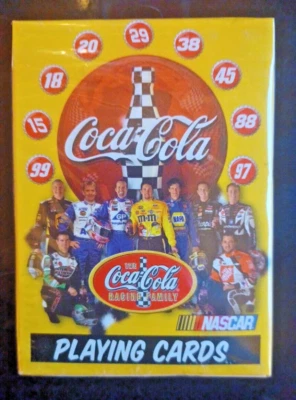 29
20
38
18
45
15
88
99
97
Coca-Cola
m&m's
NAPA
THE
Coca-Cola
RACING FAMILY
NASCAR
PLAYING CARDS